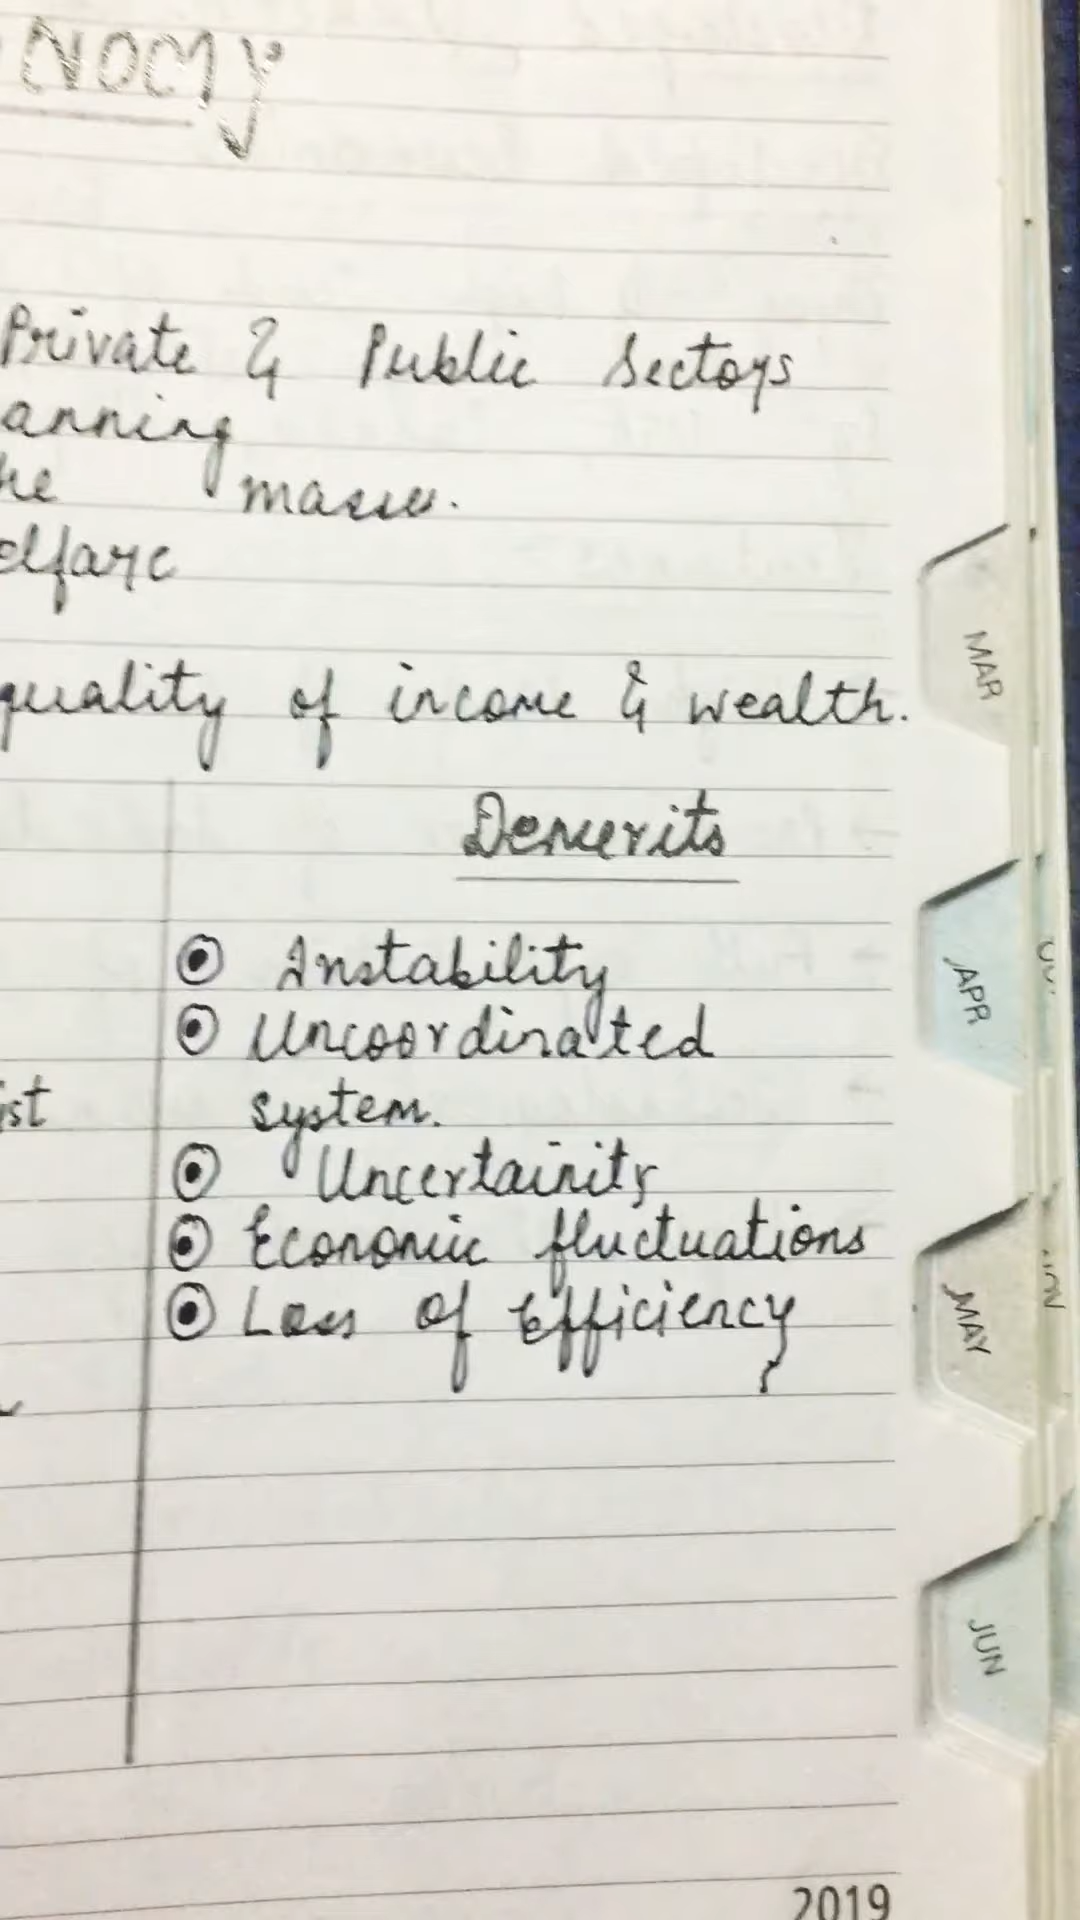 NOMY
Private & Public Sectors
anning
he masses.
elfare
quality of income & wealth.
Demerits
Instability
Uncoordinated
ist system.
Uncertainity
Economic fluctuations
Loss of Efficiency
MAR
APR
MAY
JUN
2019